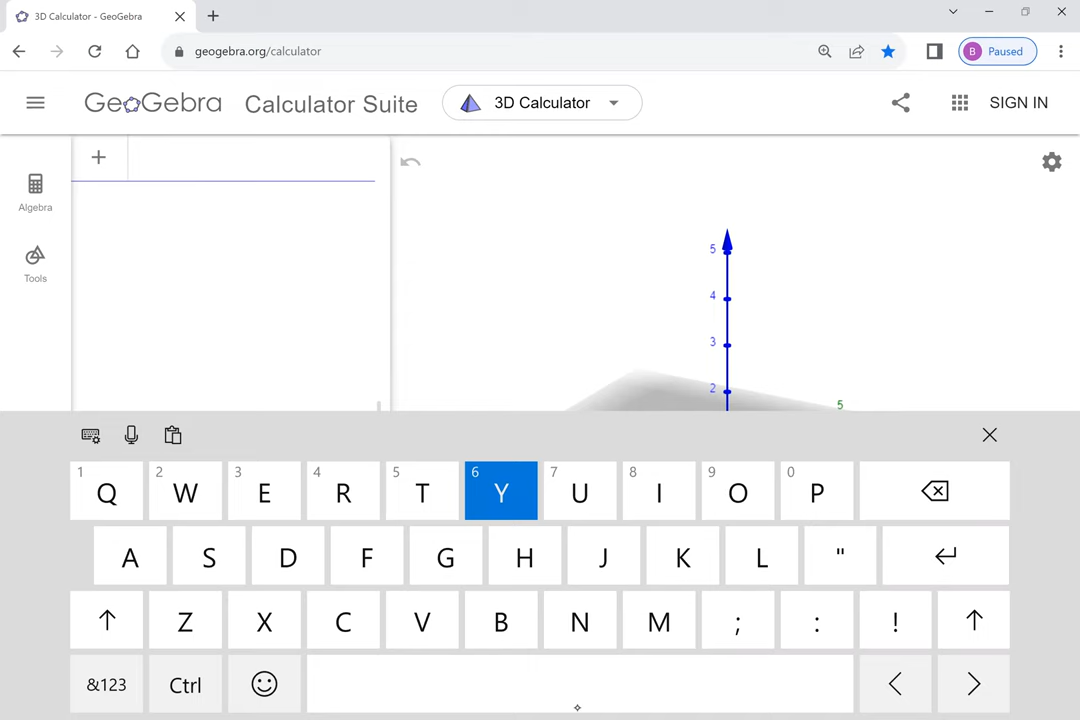 3D Calculator - GeoGebra
geogebra.org/calculator
B Paused
GeoGebra Calculator Suite 3D Calculator SIGN IN
Algebra
Tools
5
4
3
2
5
1 2 3 4 5 6 7 8 9 0
Q W E R T Y U I O P
A S D F G H J K L "
Z X C V B N M ; : !
&123 Ctrl < >